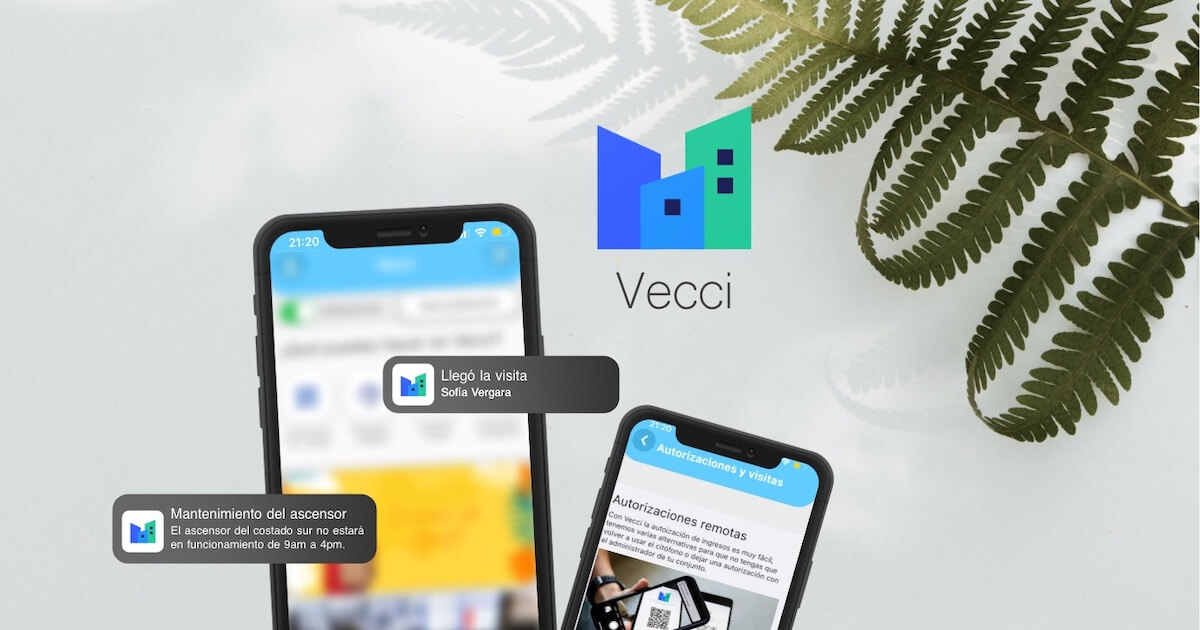 Vecci
21:20
Llegó la visita
Sofía Vergara
Mantenimiento del ascensor
El ascensor del costado sur no estará
en funcionamiento de 9am a 4pm.
21:20
Autorizaciones y visitas
Autorizaciones remotas
Con Vecci la autoización de ingresos es muy fácil,
tenemos varias alternativas para que no tengas que
volver a usar el citófono o dejar una autorización con
el administrador de tu conjunto.